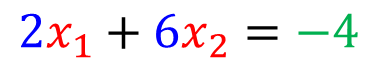 2x₁ + 6x₂ = −4